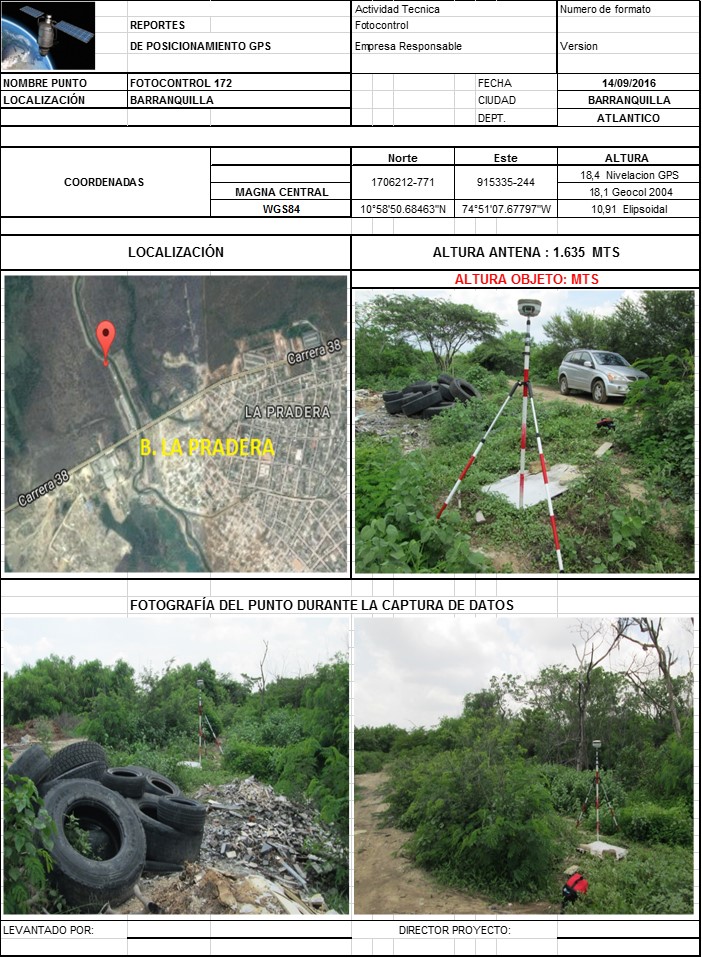 Actividad Tecnica Numero de formato
REPORTES Fotocontrol
DE POSICIONAMIENTO GPS Empresa Responsable Version
NOMBRE PUNTO FOTOCONTROL 172 FECHA 14/09/2016
LOCALIZACIÓN BARRANQUILLA CIUDAD BARRANQUILLA
DEPT. ATLANTICO
Norte Este ALTURA
COORDENADAS 1706212-771 915335-244 18,4 Nivelacion GPS
MAGNA CENTRAL 18,1 Geocol 2004
WGS84 10°58'50.68463"N 74°51'07.67797"W 10,91 Elipsoidal
LOCALIZACIÓN ALTURA ANTENA : 1.635 MTS
ALTURA OBJETO: MTS
Carrera 38
LA PRADERA
B. LA PRADERA
Carrera 38
FOTOGRAFÍA DEL PUNTO DURANTE LA CAPTURA DE DATOS
LEVANTADO POR: DIRECTOR PROYECTO: